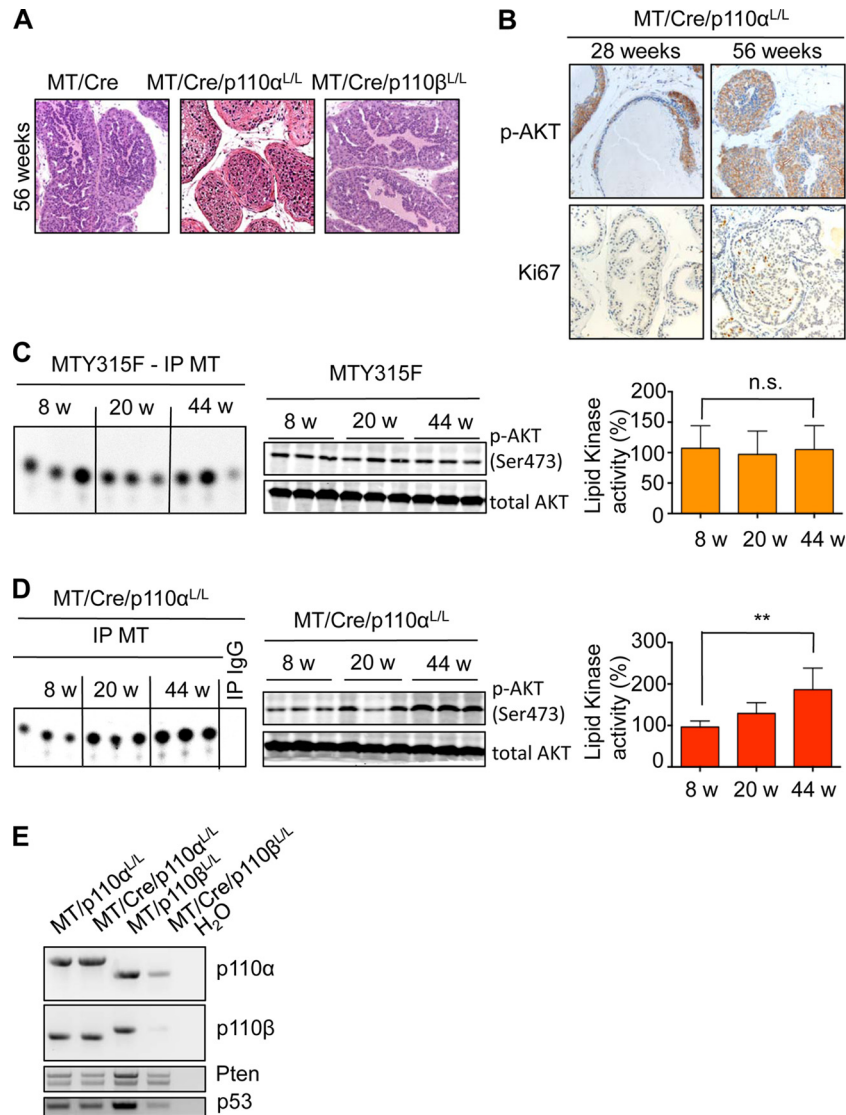 A
MT/Cre MT/Cre/p110αL/L MT/Cre/p110βL/L
56 weeks
B
MT/Cre/p110αL/L
28 weeks 56 weeks
p-AKT
Ki67
C
MTY315F - IP MT
8 w 20 w 44 w
MTY315F
8 w 20 w 44 w
p-AKT
(Ser473)
total AKT
Lipid Kinase
activity (%)
200
150
100
50
0
n.s.
8 w 20 w 44 w
D
MT/Cre/p110αL/L
IP MT
IP IgG
8 w 20 w 44 w
MT/Cre/p110αL/L
8 w 20 w 44 w
p-AKT
(Ser473)
total AKT
Lipid Kinase
activity (%)
300
200
100
0
**
8 w 20 w 44 w
E
MT/p110αL/L
MT/Cre/p110αL/L
MT/p110βL/L
MT/Cre/p110βL/L
H2O
p110α
p110β
Pten
p53